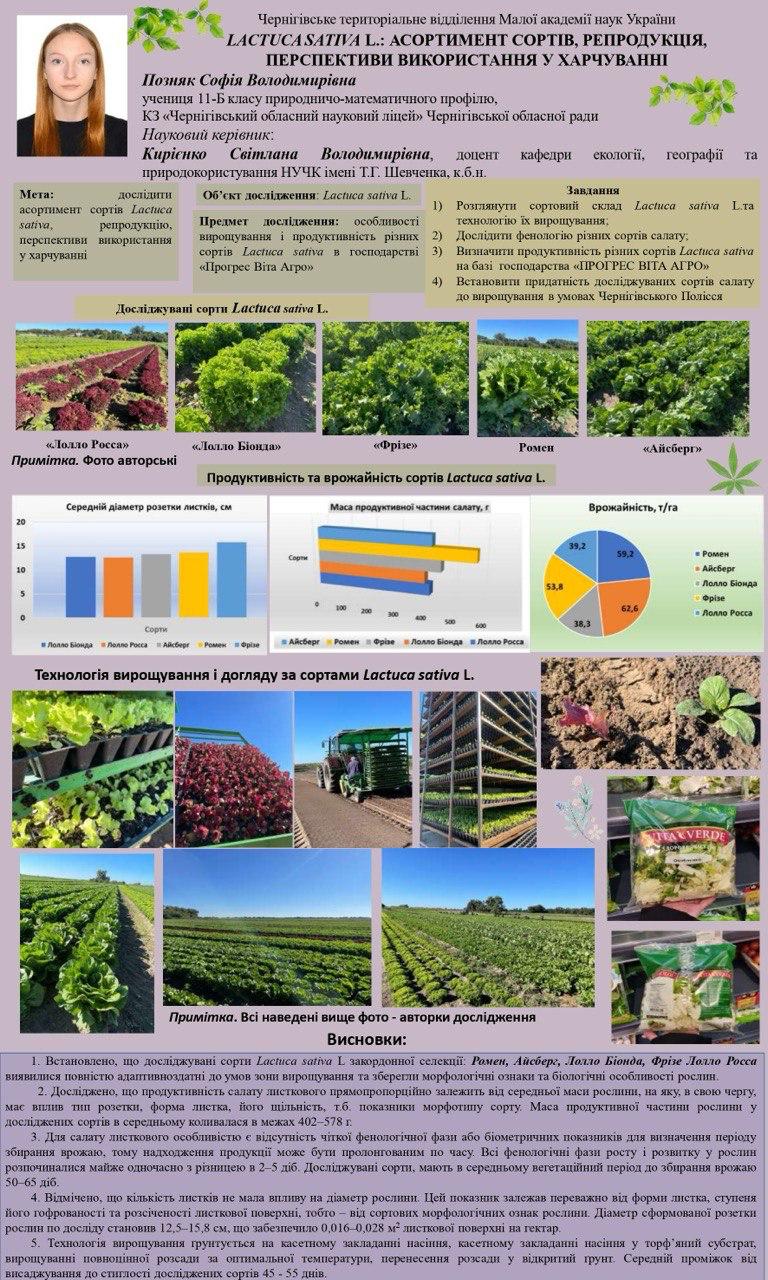 Чернігівське територіальне відділення Малої академії наук України
LACTUCA SATIVA L.: АСОРТИМЕНТ СОРТІВ, РЕПРОДУКЦІЯ,
ПЕРСПЕКТИВИ ВИКОРИСТАННЯ У ХАРЧУВАННІ
Позняк Софія Володимирівна
учениця 11-Б класу природничо-математичного профілю,
КЗ «Чернігівський обласний науковий ліцей» Чернігівської обласної ради
Науковий керівник:
Кирієнко Світлана Володимирівна, доцент кафедри екології, географії та
природокористування НУЧК імені Т.Г. Шевченка, к.б.н.
Мета: дослідити
асортимент сортів Lactuca
sativa, репродукцію,
перспективи використання
у харчуванні
Об’єкт дослідження: Lactuca sativa L.
Предмет дослідження: особливості
вирощування і продуктивність різних
сортів Lactuca sativa в господарстві
«Прогрес Віта Агро»
Завдання
1) Розглянути сортовий склад Lactuca sativa L.та
технологію їх вирощування;
2) Дослідити фенологію різних сортів салату;
3) Визначити продуктивність різних сортів Lactuca sativa
на базі господарства «ПРОГРЕС ВІТА АГРО»
4) Встановити придатність досліджуваних сортів салату
до вирощування в умовах Чернігівського Полісся
Досліджувані сорти Lactuca sativa L.
«Лолло Росса»
«Лолло Біонда»
«Фрізе»
Ромен
«Айсберг»
Примітка. Фото авторські
Продуктивність та врожайність сортів Lactuca sativa L.
Середній діаметр розетки листків, см
20
15
10
5
0
Сорти
Лолло Біонда Лолло Росса Айсберг Ромен Фрізе
Маса продуктивної частини салату, г
Сорти
0 100 200 300 400 500 600
Айсберг Ромен Фрізе Лолло Біонда Лолло Росса
Врожайність, т/га
39,2 59,2
53,8 62,6
38,3
Ромен
Айсберг
Лолло Біонда
Фрізе
Лолло Росса
Технологія вирощування і догляду за сортами Lactuca sativa L.
VITA VERDE
Примітка. Всі наведені вище фото - авторки дослідження
Висновки:
1. Встановлено, що досліджувані сорти Lactuca sativa L закордонної селекції: Ромен, Айсберг, Лолло Біонда, Фрізе Лолло Росса
виявилися повністю адаптивноздатні до умов зони вирощування та зберегли морфологічні ознаки та біологічні особливості рослин.
2. Досліджено, що продуктивність салату листкового прямопропорційно залежить від середньої маси рослини, на яку, в свою чергу,
має вплив тип розетки, форма листка, його щільність, т.б. показники морфотипу сорту. Маса продуктивної частини рослини у
досліджених сортів в середньому коливалася в межах 402–578 г.
3. Для салату листкового особливістю є відсутність чіткої фенологічної фази або біометричних показників для визначення періоду
збирання врожаю, тому надходження продукції може бути пролонгованим по часу. Всі фенологічні фази росту і розвитку у рослин
розпочиналися майже одночасно з різницею в 2–5 діб. Досліджувані сорти, мають в середньому вегетаційний період до збирання врожаю
50–65 діб.
4. Відмічено, що кількість листків не мала впливу на діаметр рослини. Цей показник залежав переважно від форми листка, ступеня
його гофрованості та розсіченості листкової поверхні, тобто – від сортових морфологічних ознак рослини. Діаметр сформованої розетки
рослин по досліду становив 12,5–15,8 см, що забезпечило 0,016–0,028 м² листкової поверхні на гектар.
5. Технологія вирощування ґрунтується на касетному закладанні насіння, касетному закладанні насіння у торф’яний субстрат,
вирощуванні повноцінної розсади за оптимальної температури, перенесення розсади у відкритий ґрунт. Середній проміжок від
висаджування до стиглості досліджених сортів 45 - 55 днів.